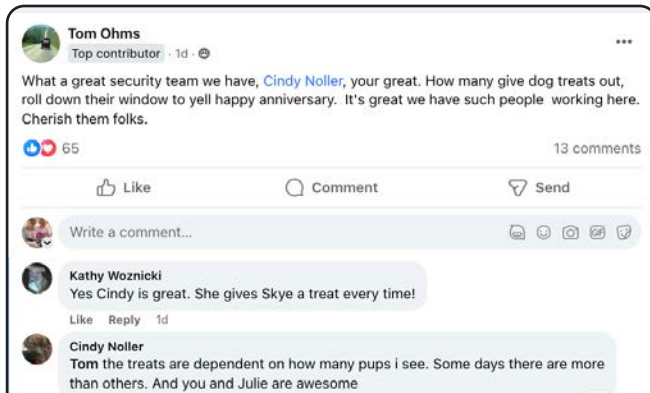 Tom Ohms
Top contributor · 1d ·
What a great security team we have, Cindy Noller, your great. How many give dog treats out,
roll down their window to yell happy anniversary. It's great we have such people working here.
Cherish them folks.
65 13 comments
Like Comment Send
Write a comment... GIF
Kathy Woznicki
Yes Cindy is great. She gives Skye a treat every time!
Like Reply 1d
Cindy Noller
Tom the treats are dependent on how many pups i see. Some days there are more
than others. And you and Julie are awesome